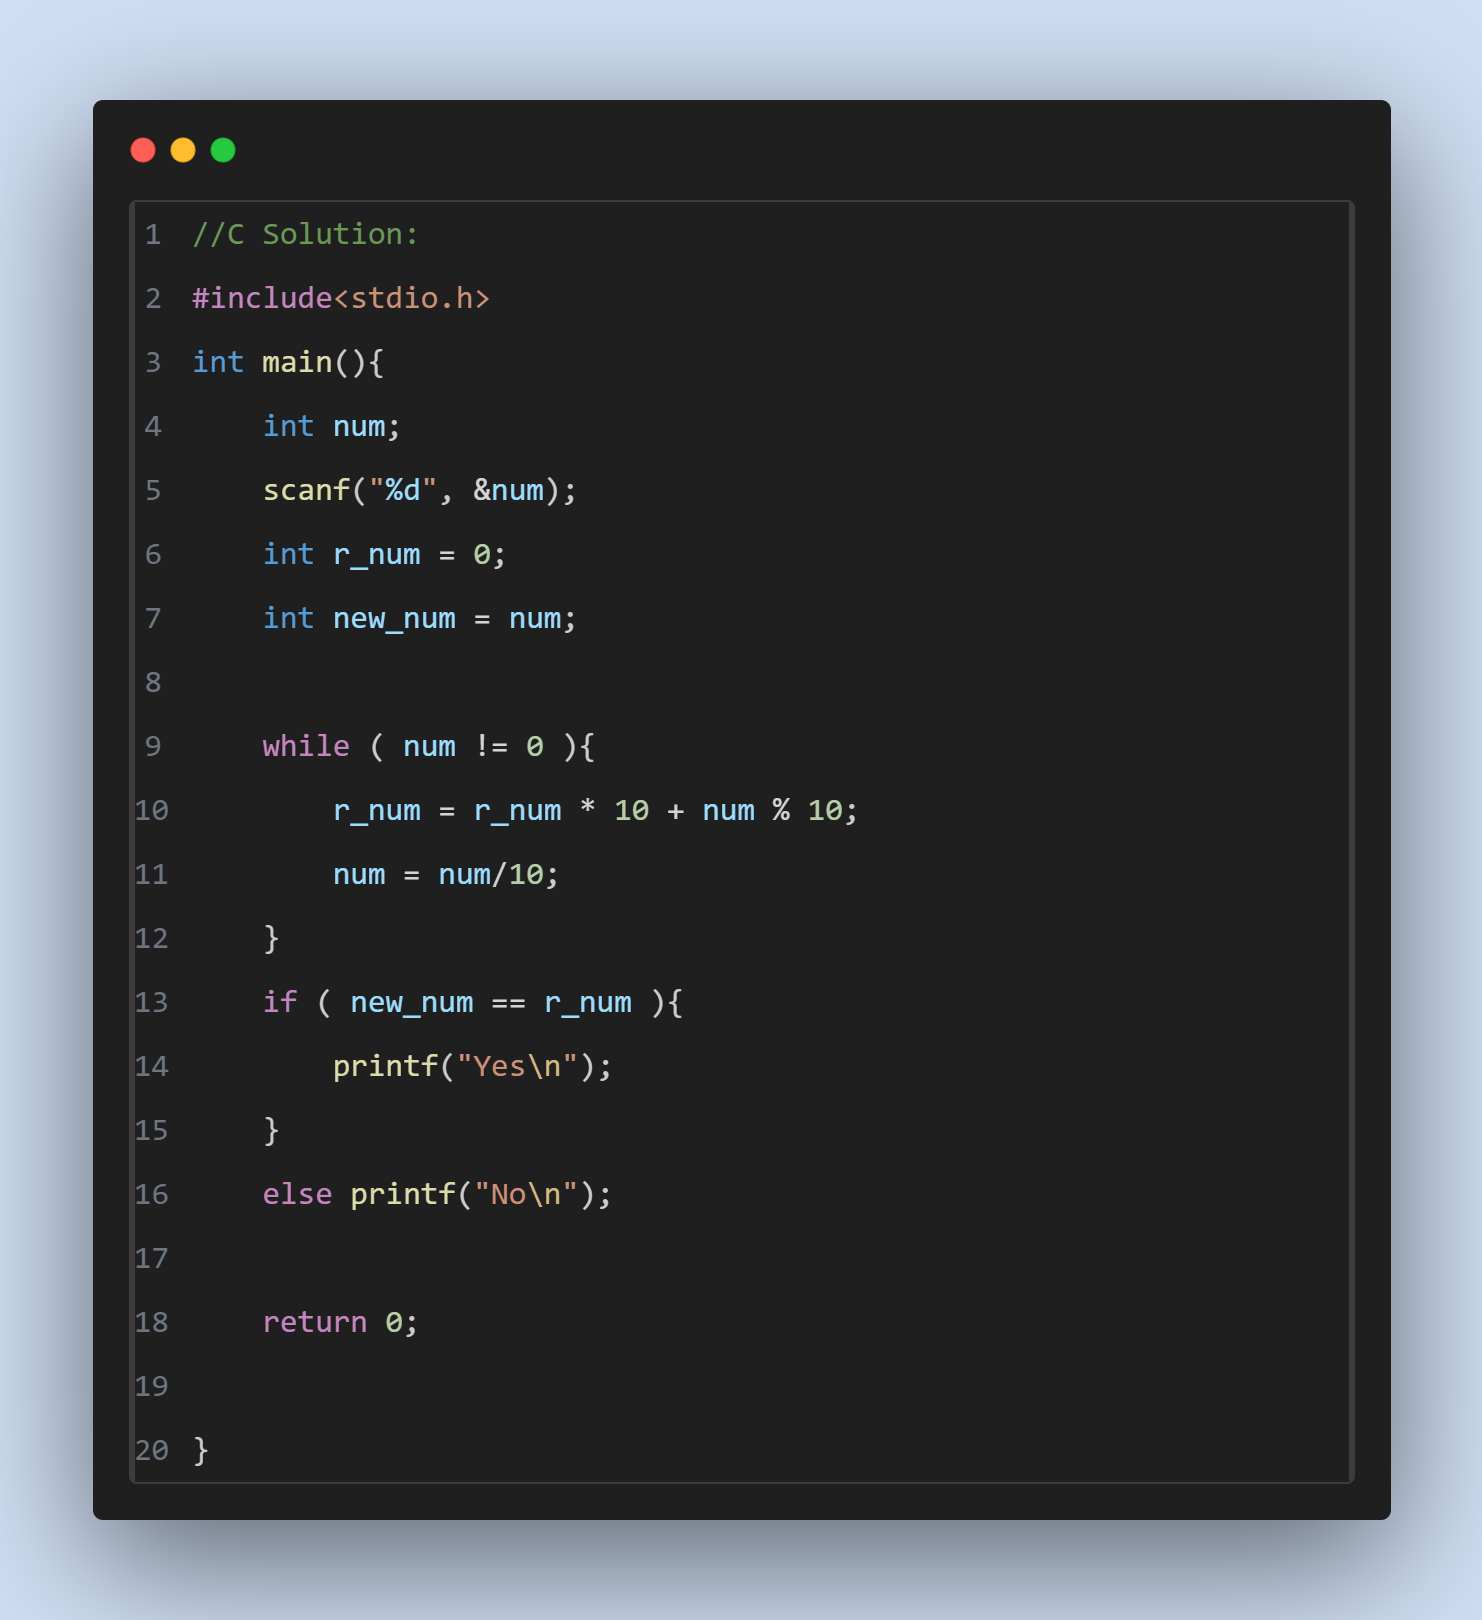 1 //C Solution:
2 #include<stdio.h>
3 int main(){
4     int num;
5     scanf("%d", &num);
6     int r_num = 0;
7     int new_num = num;
8
9     while ( num != 0 ){
10         r_num = r_num * 10 + num % 10;
11         num = num/10;
12     }
13     if ( new_num == r_num ){
14         printf("Yes\n");
15     }
16     else printf("No\n");
17
18     return 0;
19
20 }